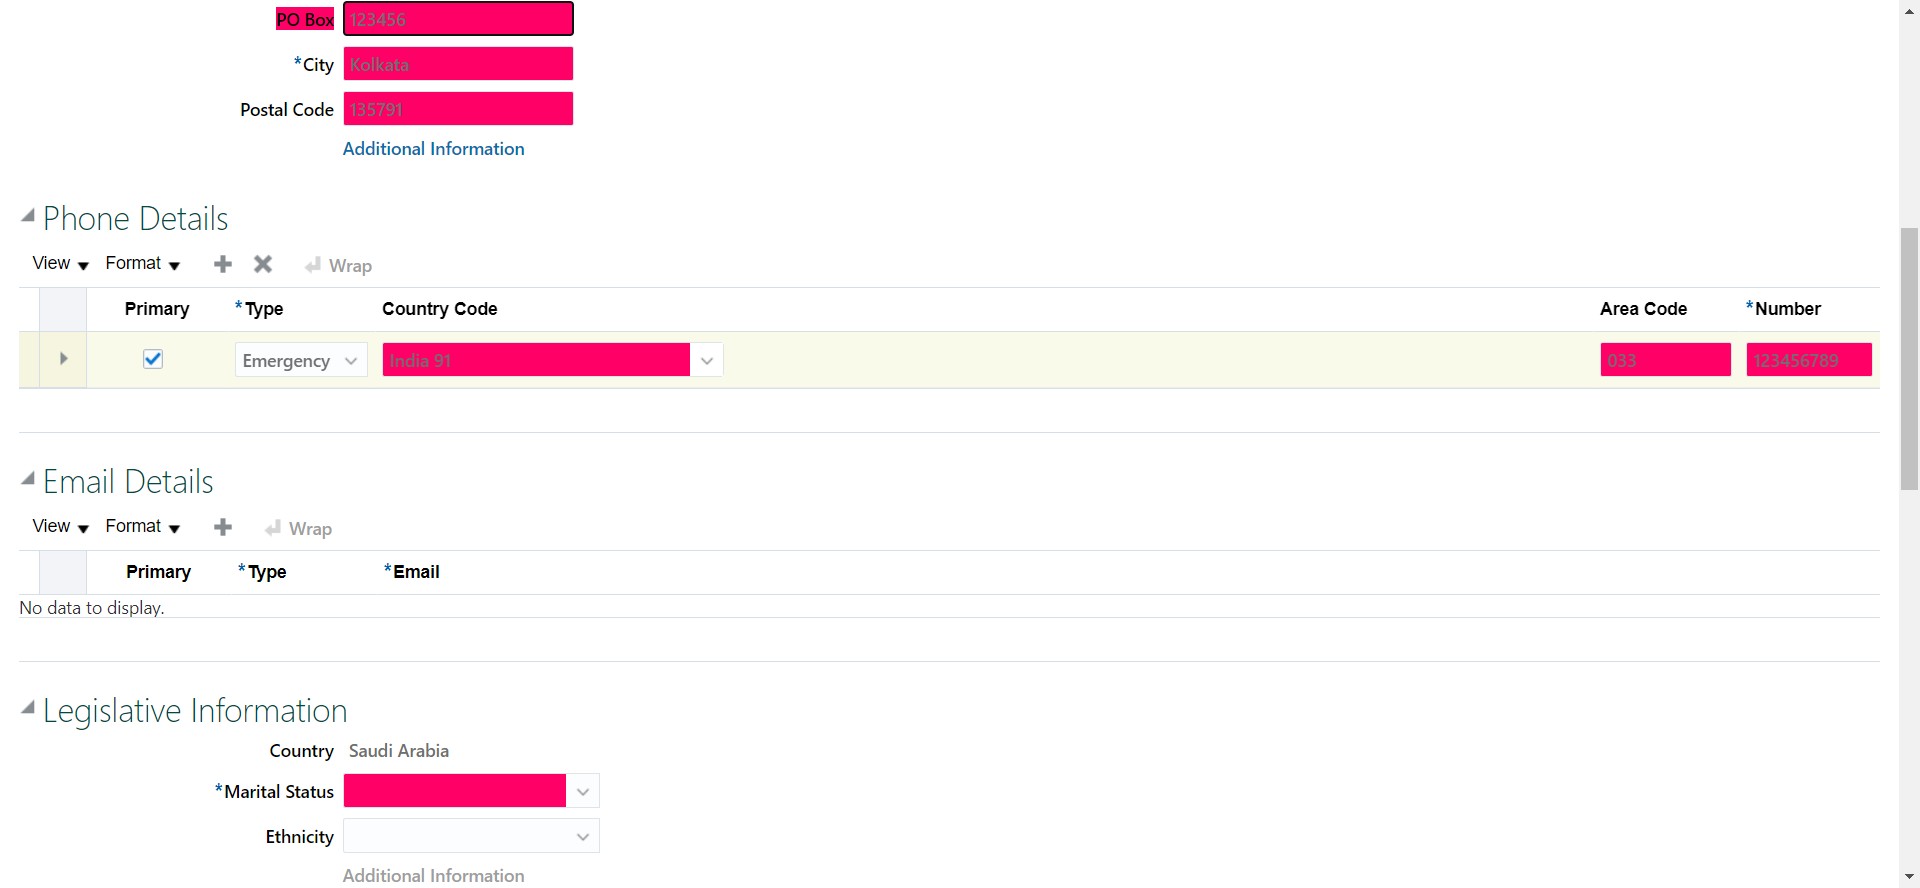 PO Box 123456
*City Kolkata
Postal Code 135791
Additional Information
Phone Details
View Format Wrap
Primary *Type Country Code Area Code *Number
Emergency India 91 033 123456789
Email Details
View Format Wrap
Primary *Type *Email
No data to display.
Legislative Information
Country Saudi Arabia
*Marital Status
Ethnicity
Additional Information